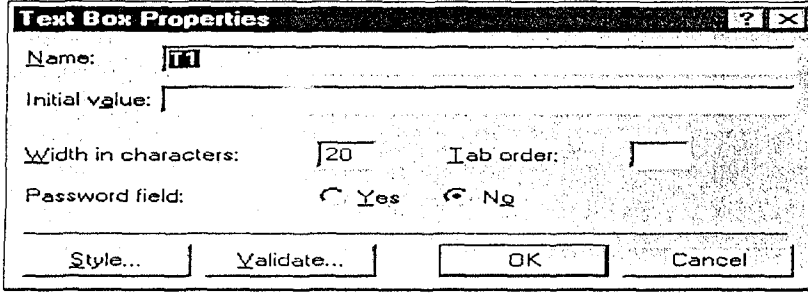 Text Box Properties
Name: T1
Initial value:
Width in characters: 20 Tab order:
Password field: Yes No
Style... Validate... OK Cancel